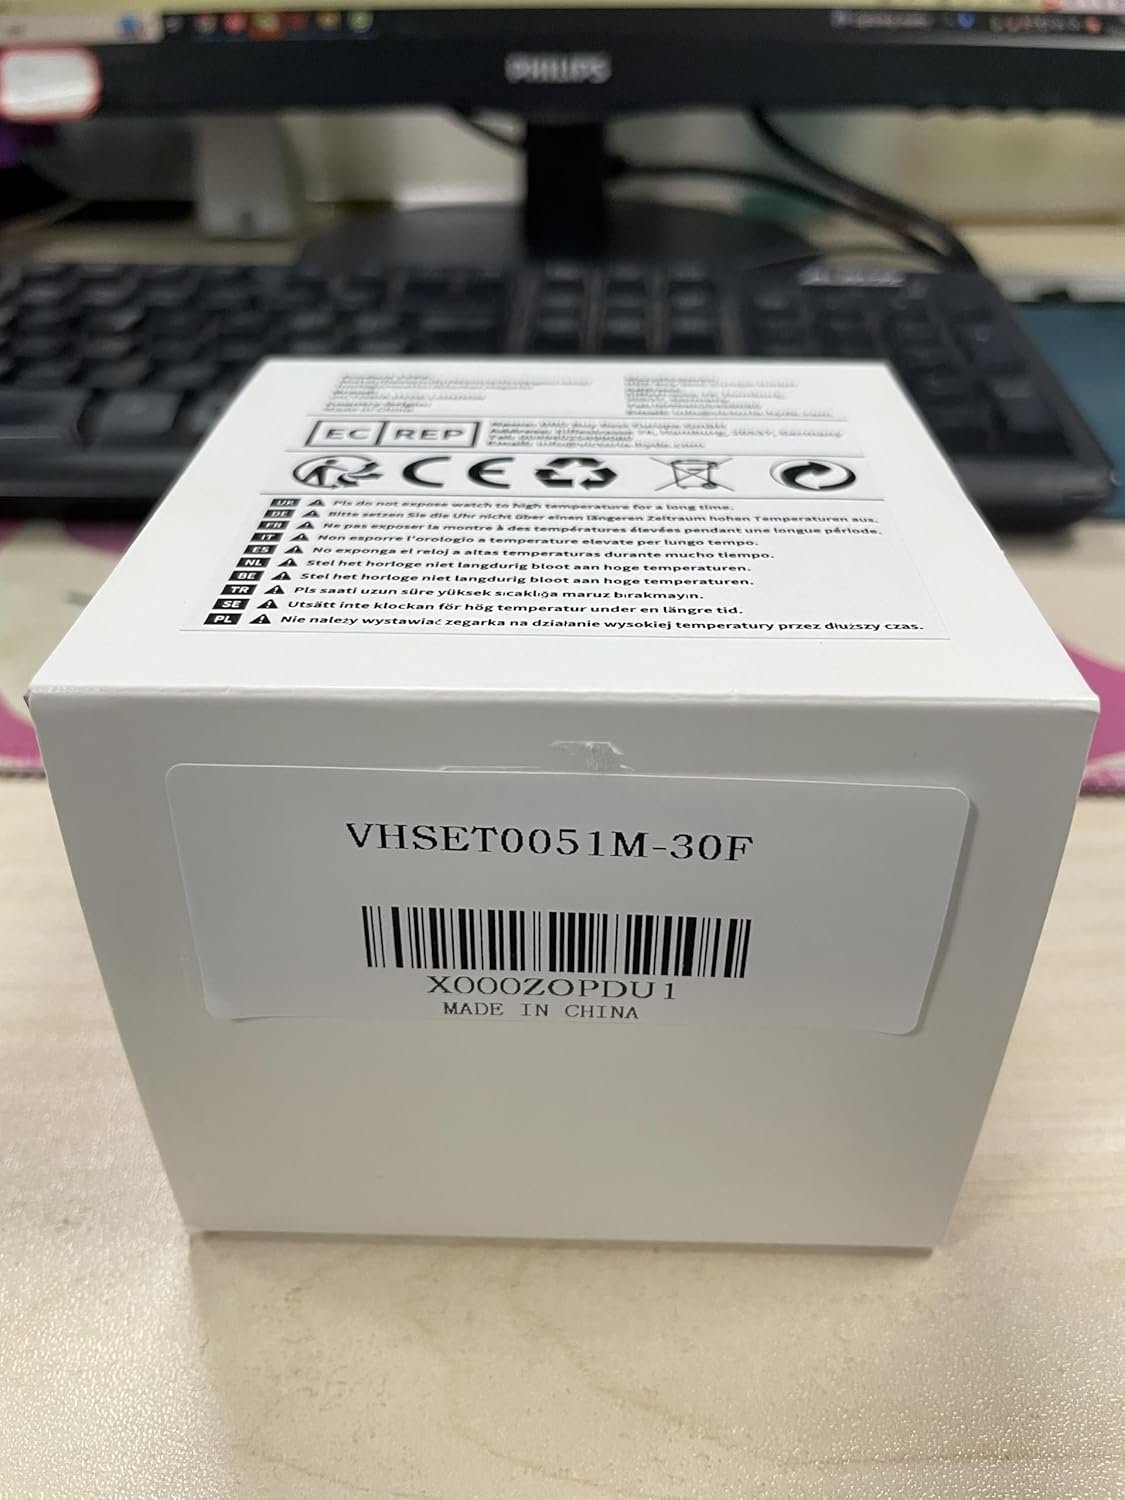 PHILIPS
EC REP
CE
UK Pls do not expose watch to high temperature for a long time.
DE Bitte setzen Sie die Uhr nicht über einen längeren Zeitraum hohen Temperaturen aus.
FR Ne pas exposer la montre à des températures élevées pendant une longue période.
IT Non esporre l'orologio a temperature elevate per lungo tempo.
ES No exponga el reloj a altas temperaturas durante mucho tiempo.
NL Stel het horloge niet langdurig bloot aan hoge temperaturen.
BE Stel het horloge niet langdurig bloot aan hoge temperaturen.
TR Pls saati uzun süre yüksek sıcaklığa maruz bırakmayın.
SE Utsätt inte klockan för hög temperatur under en längre tid.
PL Nie należy wystawiać zegarka na działanie wysokiej temperatury przez dłuższy czas.
VHSET0051M-30F
X000ZOPDU1
MADE IN CHINA